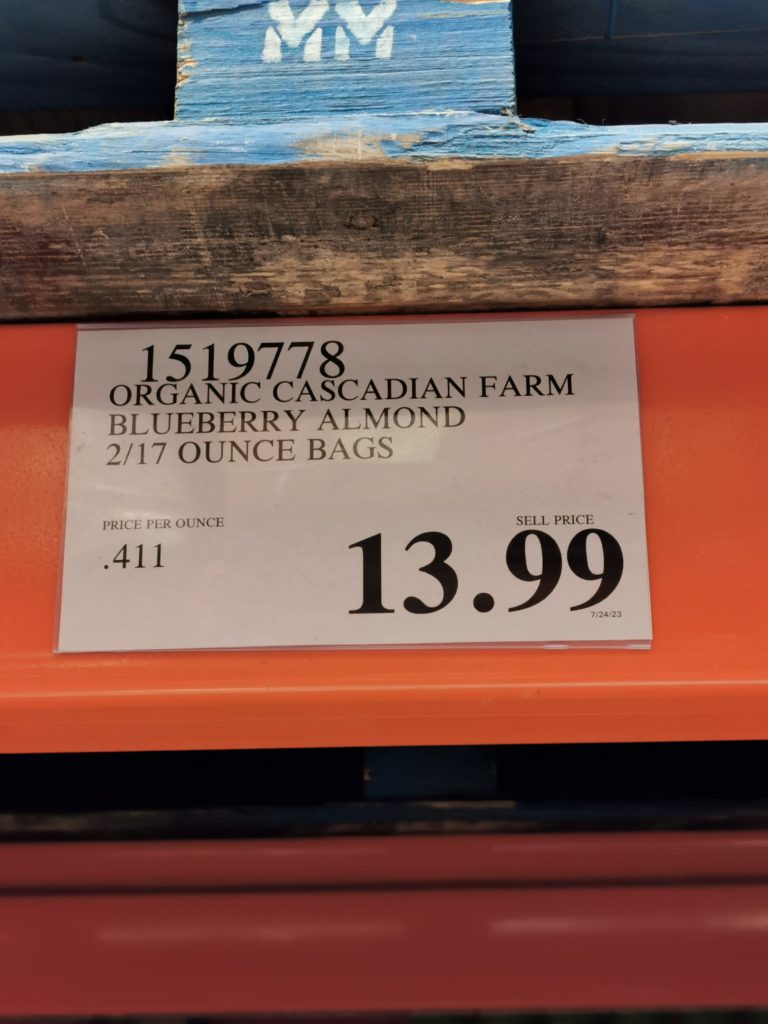 1519778
ORGANIC CASCADIAN FARM
BLUEBERRY ALMOND
2/17 OUNCE BAGS
PRICE PER OUNCE
SELL PRICE
.411
13.99
7/24/23